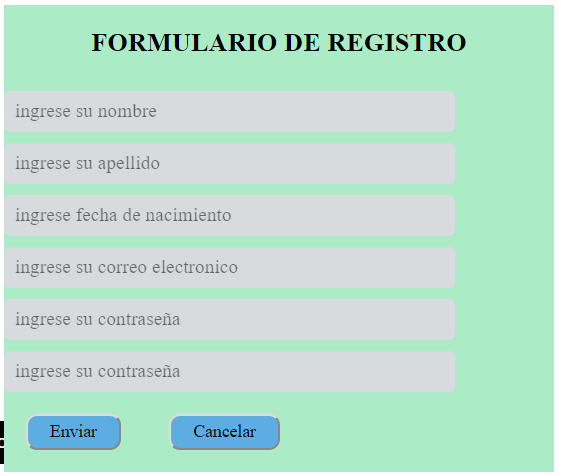 FORMULARIO DE REGISTRO
ingrese su nombre
ingrese su apellido
ingrese fecha de nacimiento
ingrese su correo electronico
ingrese su contraseña
ingrese su contraseña
Enviar Cancelar